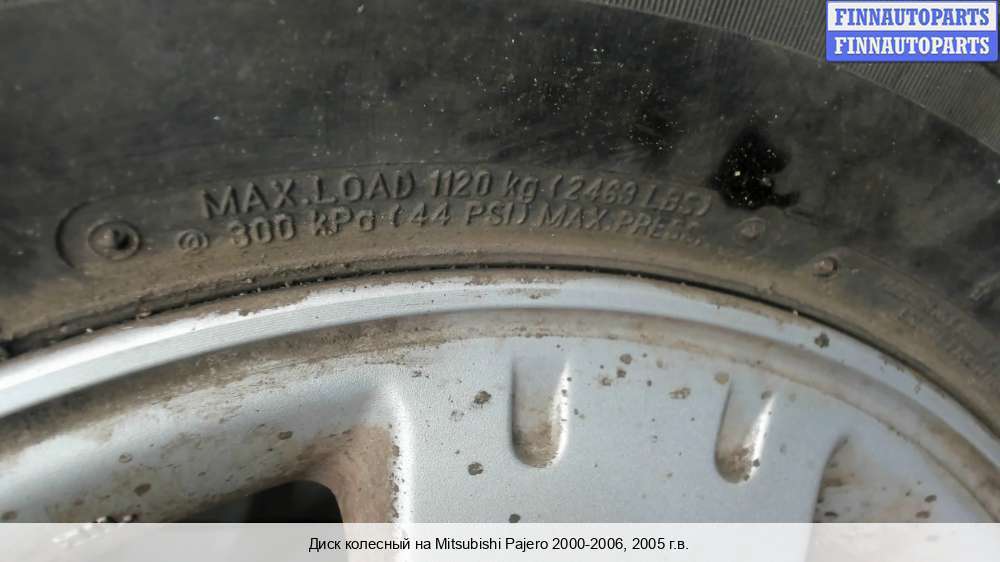 FINNAUTOPARTS
FINNAUTOPARTS
MAX.LOAD 1120 kg (2469 LBS)
@ 300 kPa (44 PSI) MAX.PRESS.
Диск колесный на Mitsubishi Pajero 2000-2006, 2005 г.в.